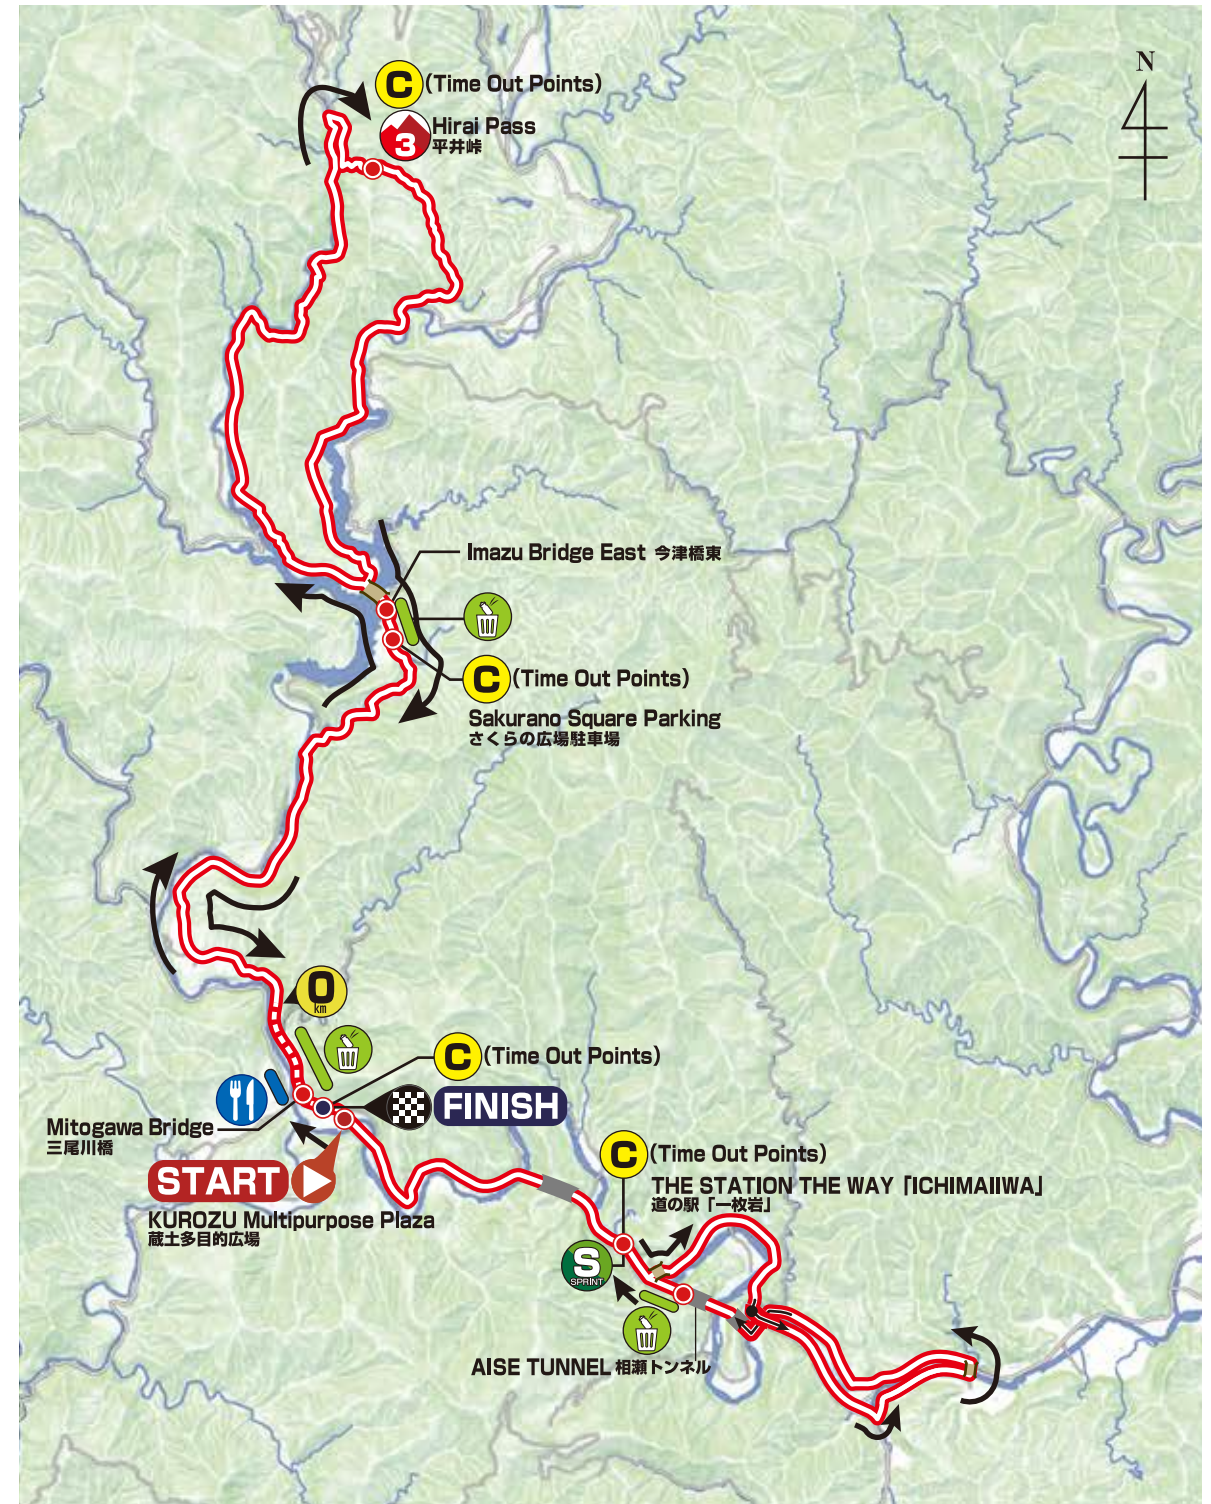 N
C (Time Out Points)
3 Hirai Pass
平井峠
Imazu Bridge East 今津橋東
C (Time Out Points)
Sakurano Square Parking
さくらの広場駐車場
0
km
C (Time Out Points)
FINISH
Mitogawa Bridge
三尾川橋
START
KUROZU Multipurpose Plaza
蔵土多目的広場
C (Time Out Points)
THE STATION THE WAY「ICHIMAIIWA」
道の駅「一枚岩」
S
SPRINT
AISE TUNNEL 相瀬トンネル